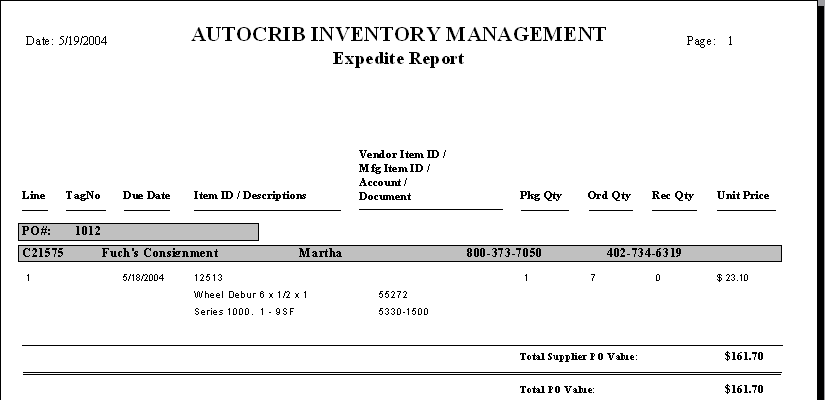 AUTOCRIB INVENTORY MANAGEMENT
Date: 5/19/2004 Page: 1
Expedite Report
Vendor Item ID /
Mfg Item ID /
Account /
Line TagNo Due Date Item ID / Descriptions Document Pkg Qty Ord Qty Rec Qty Unit Price
PO#: 1012
C21575 Fuch's Consignment Martha 800-373-7050 402-734-6319
1 5/18/2004 12513 1 7 0 $ 23.10
Wheel Debur 6 x 1/2 x 1 55272
Series 1000. 1 - 9SF 5330-1500
Total Supplier PO Value: $161.70
Total PO Value: $161.70